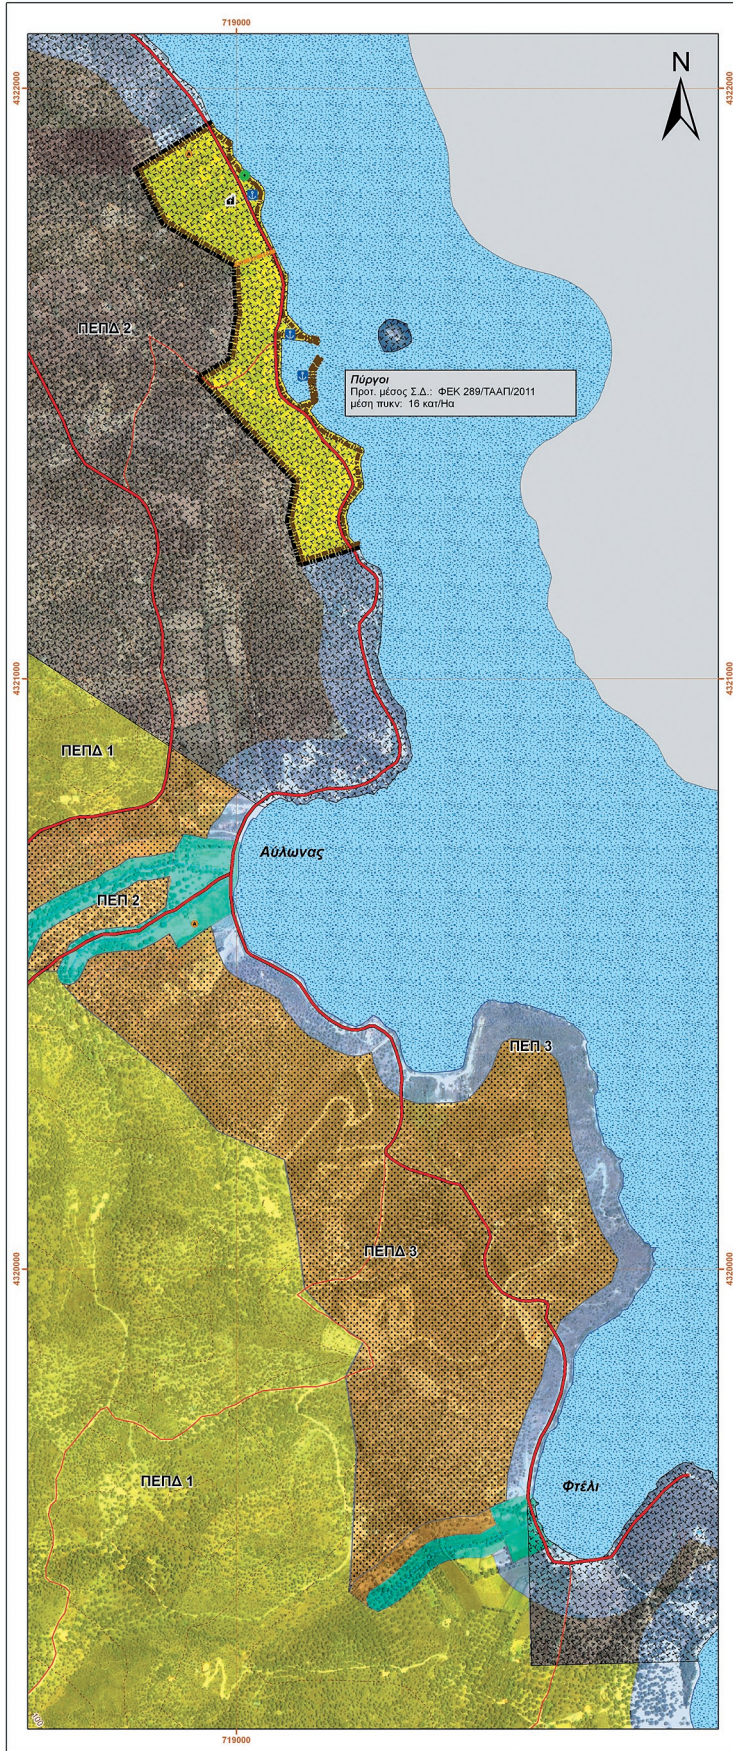 719000
4322000
4322000
N
ΠΕΠΔ 2
Πύργοι
Προτ. μέσος Σ.Δ.: ΦΕΚ 289/ΤΑΑΠ/2011
μέση πυκν: 16 κατ/Ηα
4321000
4321000
ΠΕΠΔ 1
Αύλωνας
ΠΕΠ 2
ΠΕΠ 3
ΠΕΠΔ 3
4320000
4320000
ΠΕΠΔ 1
Φτέλι
100
719000